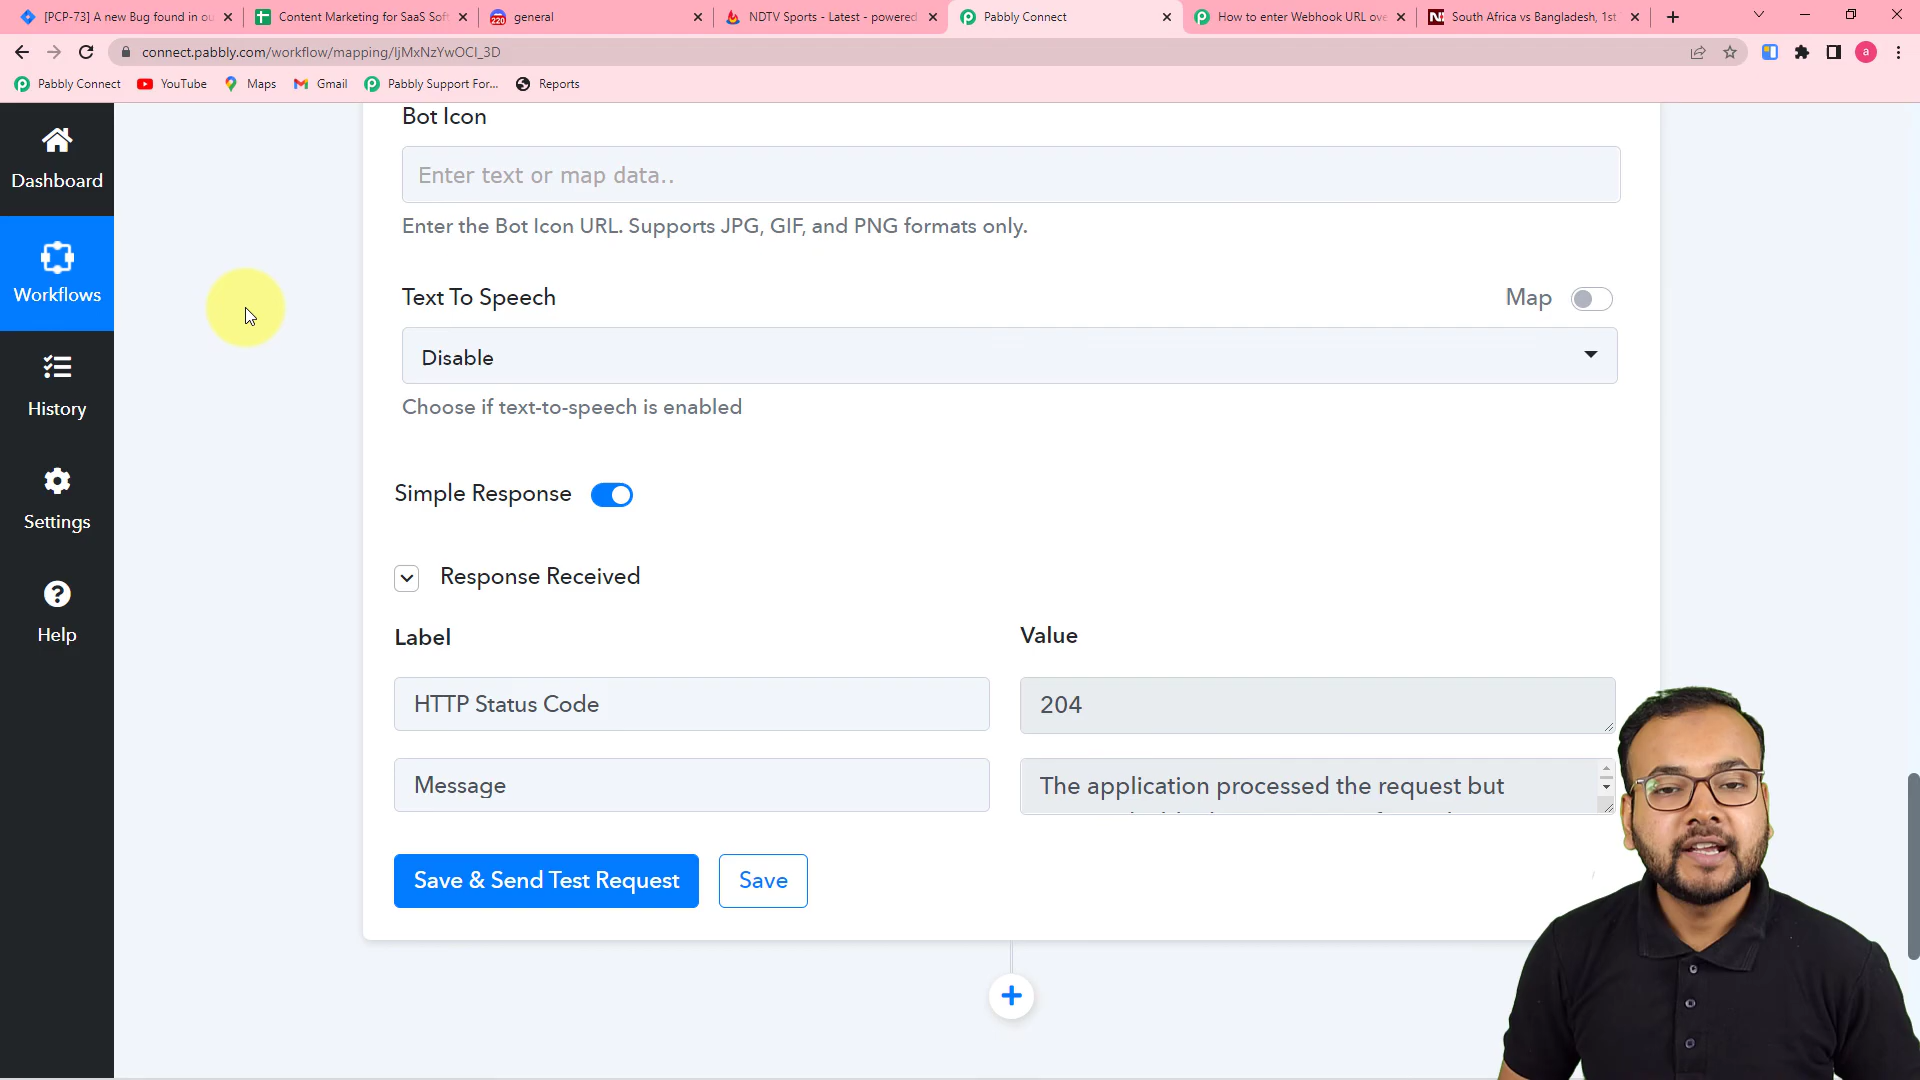 [PCP-73] A new Bug found in ou
Content Marketing for SaaS Soft
220
general
NDTV Sports - Latest - powered
Pabbly Connect
How to enter Webhook URL ove
South Africa vs Bangladesh, 1st
connect.pabbly.com/workflow/mapping/IjMxNzYwOCI_3D
a
Pabbly Connect
YouTube
Maps
Gmail
Pabbly Support For...
Reports
Dashboard
Workflows
History
Settings
Help
Bot Icon
Enter text or map data..
Enter the Bot Icon URL. Supports JPG, GIF, and PNG formats only.
Text To Speech
Map
Disable
Choose if text-to-speech is enabled
Simple Response
Response Received
Label
Value
HTTP Status Code
204
Message
The application processed the request but
Save & Send Test Request
Save